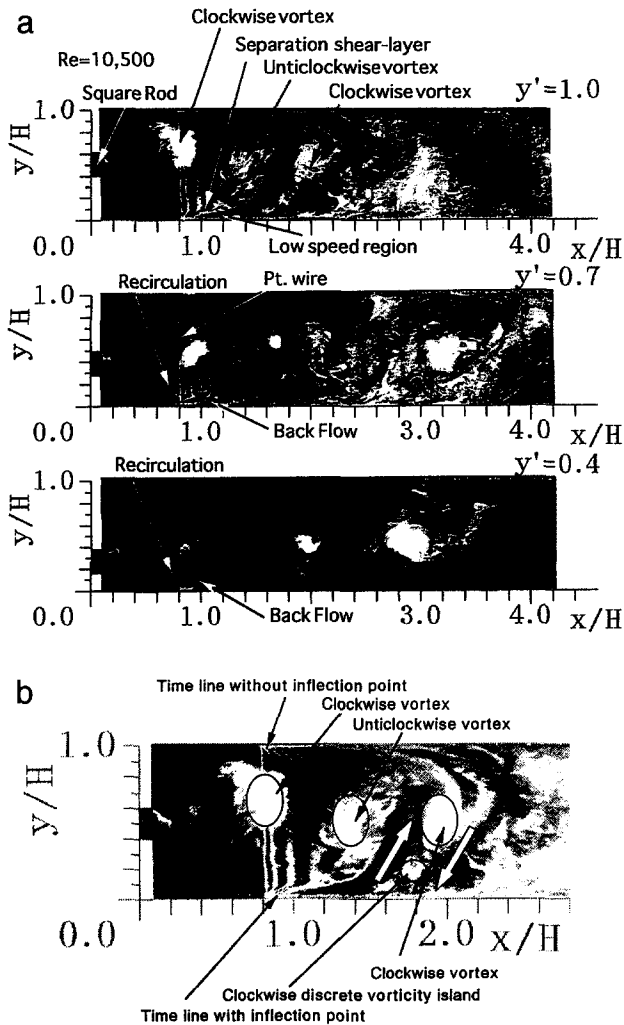 a
Clockwise vortex
Separation shear-layer
Re=10,500
Unticlockwise vortex
Square Rod
Clockwise vortex
y'=1.0
1.0
y/H
0.0
1.0
Low speed region
4.0
x/H
Recirculation
Pt. wire
y'=0.7
1.0
y/H
0.0
1.0
Back Flow
3.0
4.0
x/H
Recirculation
y'=0.4
1.0
y/H
0.0
1.0
Back Flow
3.0
4.0
x/H
b
Time line without inflection point
Clockwise vortex
Unticlockwise vortex
1.0
y/H
0.0
1.0
2.0
x/H
Clockwise vortex
Clockwise discrete vorticity island
Time line with inflection point